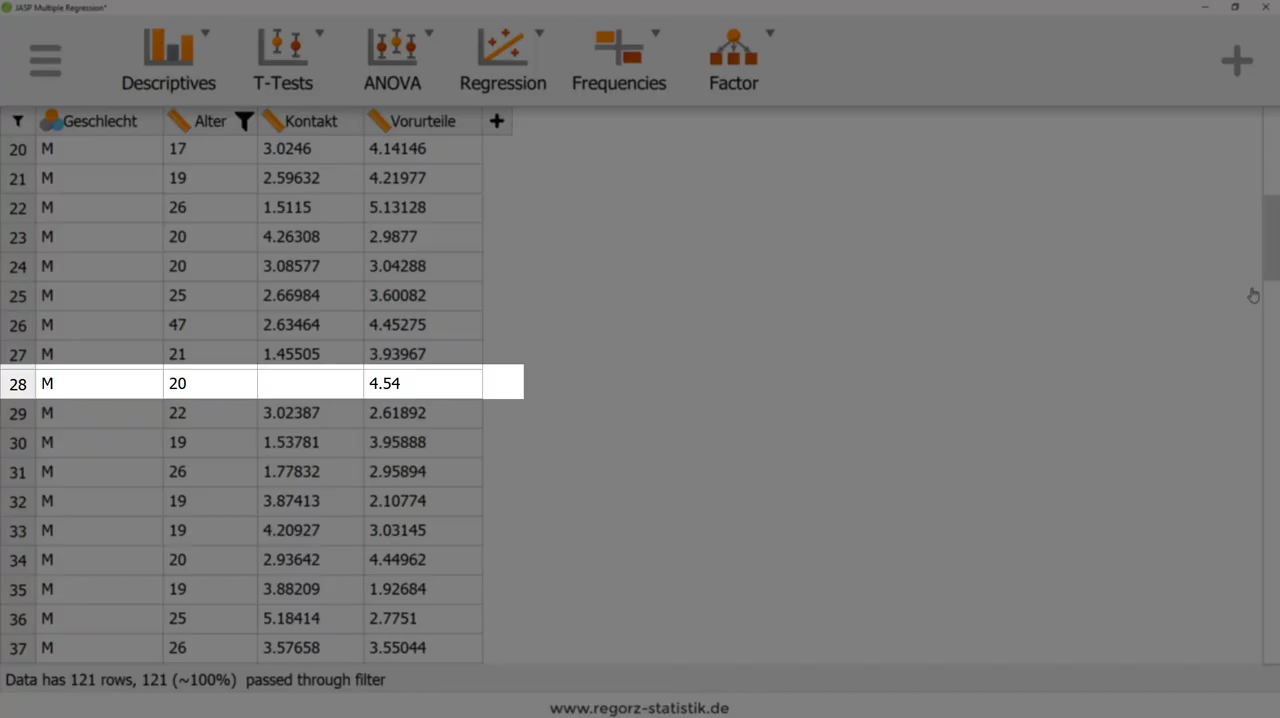 JASP Multiple Regression*
Descriptives T-Tests ANOVA Regression Frequencies Factor
Geschlecht Alter Kontakt Vorurteile
20 M 17 3.0246 4.14146
21 M 19 2.59632 4.21977
22 M 26 1.5115 5.13128
23 M 20 4.26308 2.9877
24 M 20 3.08577 3.04288
25 M 25 2.66984 3.60082
26 M 47 2.63464 4.45275
27 M 21 1.45505 3.93967
28 M 20 4.54
29 M 22 3.02387 2.61892
30 M 19 1.53781 3.95888
31 M 26 1.77832 2.95894
32 M 19 3.87413 2.10774
33 M 19 4.20927 3.03145
34 M 20 2.93642 4.44962
35 M 19 3.88209 1.92684
36 M 25 5.18414 2.7751
37 M 26 3.57658 3.55044
Data has 121 rows, 121 (~100%) passed through filter
www.regorz-statistik.de